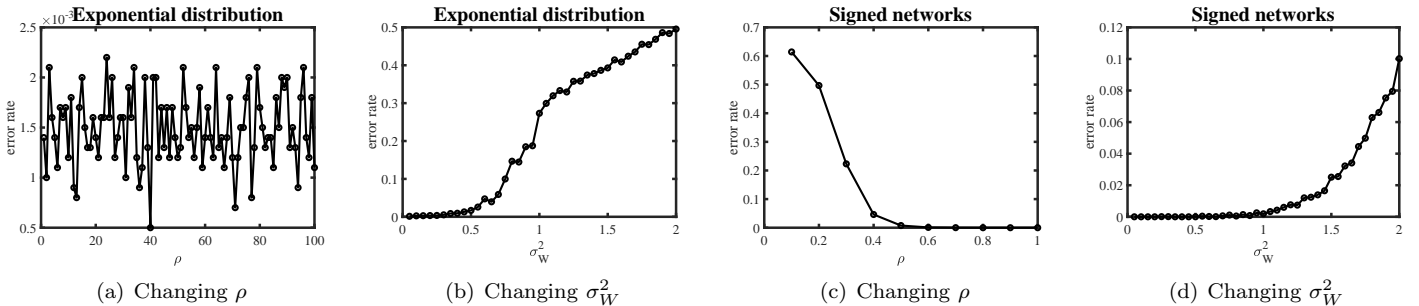 Exponential distribution
2.5 ×10⁻³
2
1.5
1
0.5
error rate
0 20 40 60 80 100
ρ
(a) Changing ρ
Exponential distribution
0.5
0.4
0.3
0.2
0.1
0
error rate
0 0.5 1 1.5 2
σ²_W
(b) Changing σ²_W
Signed networks
0.7
0.6
0.5
0.4
0.3
0.2
0.1
0
error rate
0 0.2 0.4 0.6 0.8 1
ρ
(c) Changing ρ
Signed networks
0.12
0.1
0.08
0.06
0.04
0.02
0
error rate
0 0.5 1 1.5 2
σ²_W
(d) Changing σ²_W